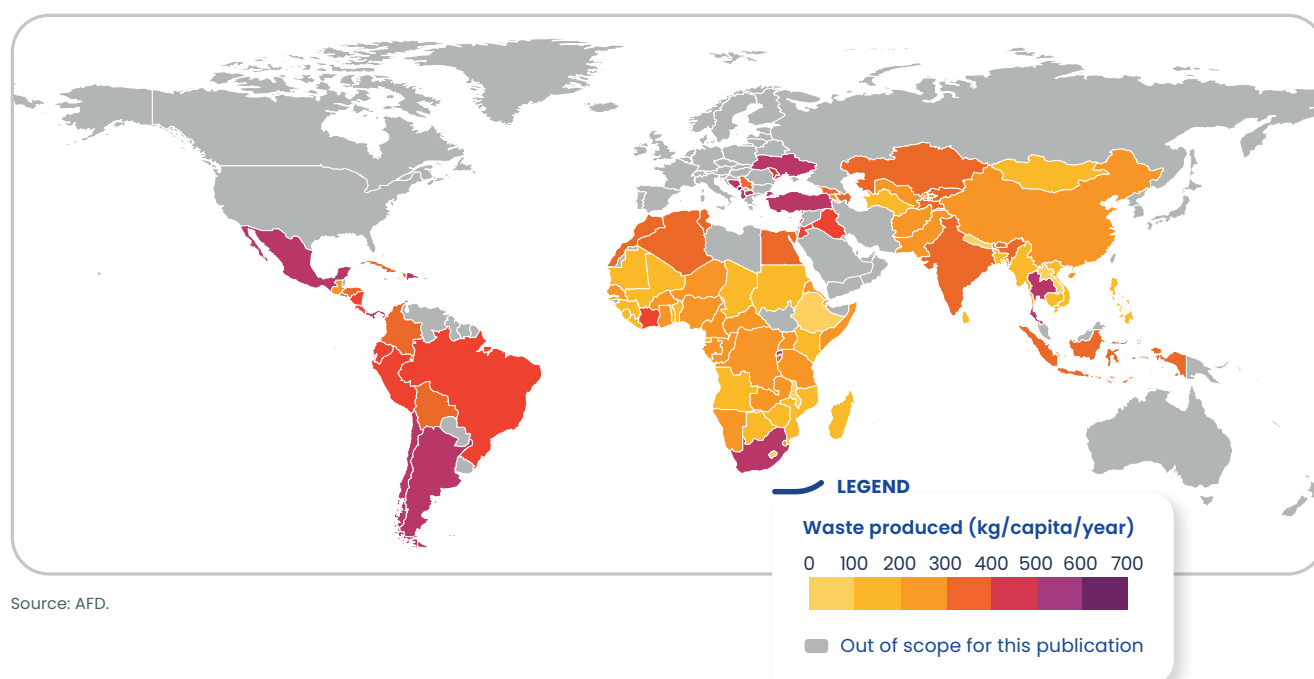 LEGEND
Waste produced (kg/capita/year)
0 100 200 300 400 500 600 700
Source: AFD.
Out of scope for this publication